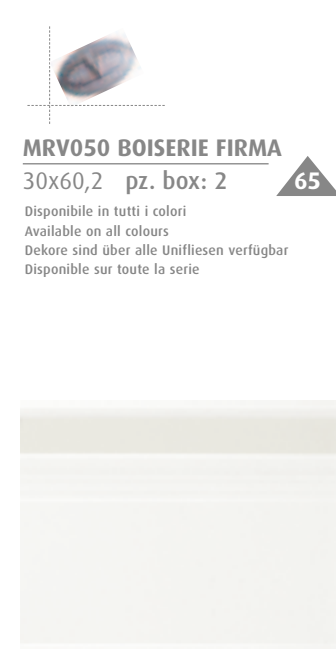 MRV050 BOISERIE FIRMA
30x60,2 pz. box: 2 65
Disponibile in tutti i colori
Available on all colours
Dekore sind über alle Unifliesen verfügbar
Disponible sur toute la serie